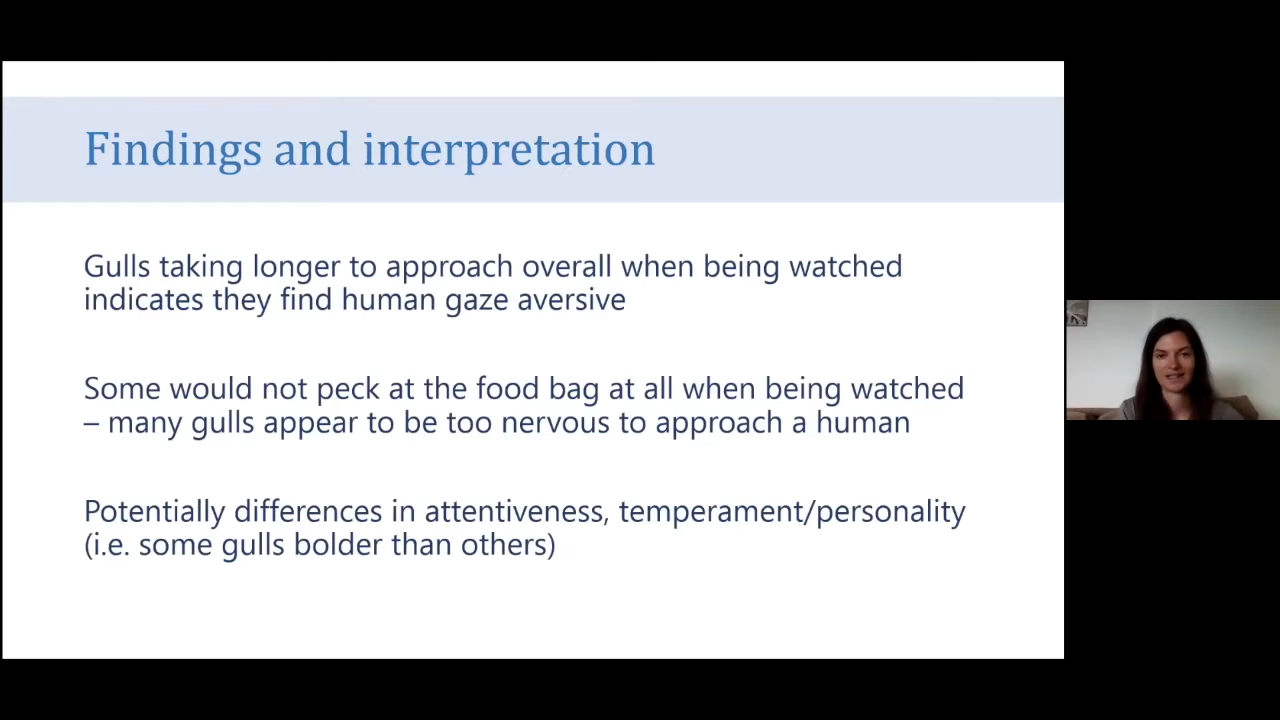 Findings and interpretation
Gulls taking longer to approach overall when being watched
indicates they find human gaze aversive
Some would not peck at the food bag at all when being watched
– many gulls appear to be too nervous to approach a human
Potentially differences in attentiveness, temperament/personality
(i.e. some gulls bolder than others)